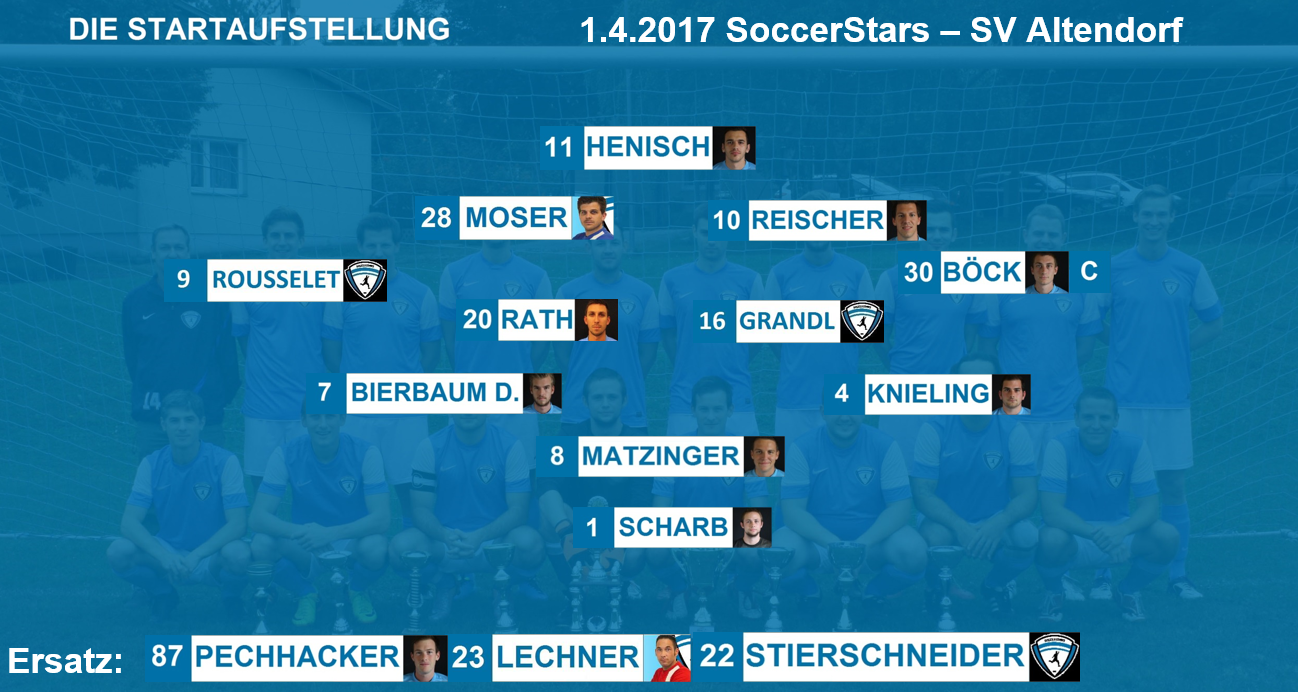 DIE STARTAUFSTELLUNG 1.4.2017 SoccerStars – SV Altendorf
11 HENISCH
28 MOSER 10 REISCHER
9 ROUSSELET 30 BÖCK C
20 RATH 16 GRANDL
7 BIERBAUM D. 4 KNIELING
8 MATZINGER
1 SCHARB
Ersatz: 87 PECHHACKER 23 LECHNER 22 STIERSCHNEIDER